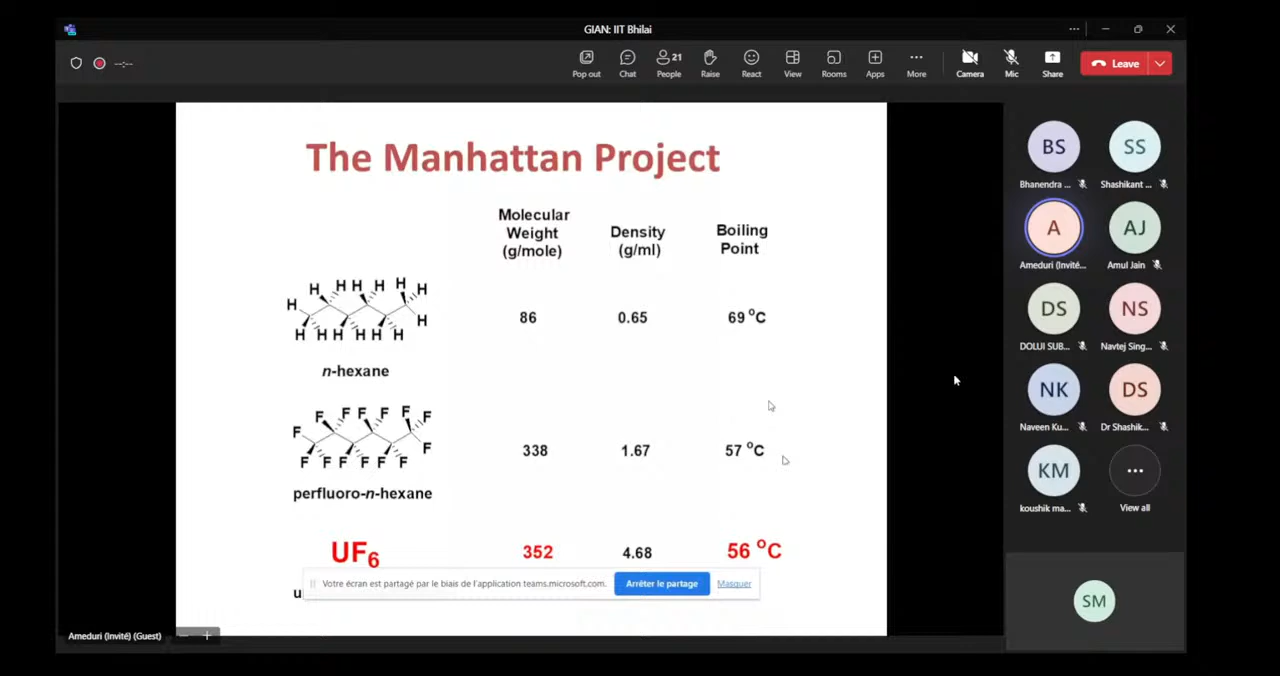 GIAN: IIT Bhilai
Pop out
Chat
21
People
Raise
React
View
Rooms
Apps
More
Camera
Mic
Share
Leave
--:--
The Manhattan Project
Molecular
Weight
(g/mole)
Density
(g/ml)
Boiling
Point
H H H H H H H H
H H H H H H
86
0.65
69 °C
n-hexane
F F F F F F F F
F F F F F F
338
1.67
57 °C
perfluoro-n-hexane
UF6
352
4.68
56 °C
Votre écran est partagé par le biais de l'application teams.microsoft.com.
Arrêter le partage
Masquer
u
Ameduri (Invité) (Guest)
BS
Bhanendra ...
SS
Shashikant ...
A
Ameduri (Invité...
AJ
Amul Jain
DS
DOLUI SUB...
NS
Navtej Sing...
NK
Naveen Ku...
DS
Dr Shashik...
KM
koushik ma...
...
View all
SM